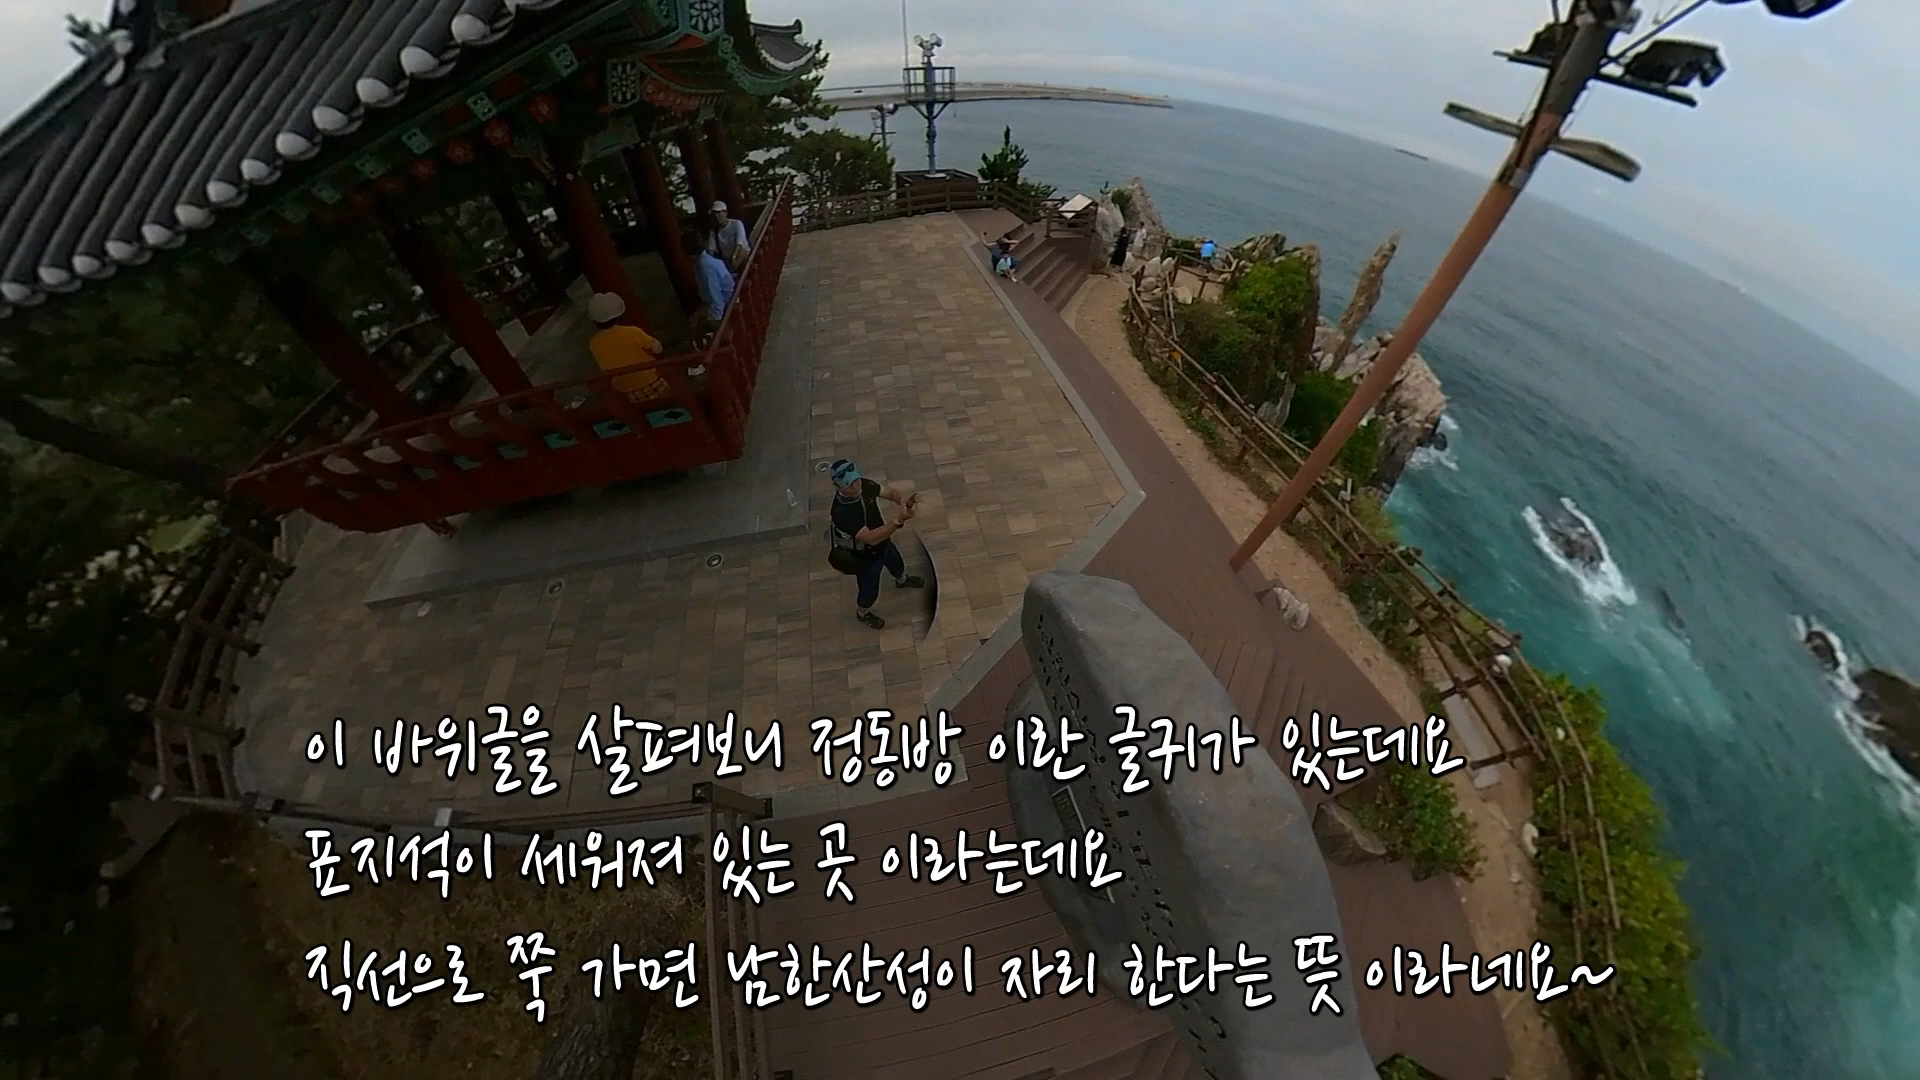 이 바위글을 살펴보니 정동방 이란 글귀가 있는데요
표지석이 세워져 있는 곳 이라는데요
직선으로 쭉 가면 남한산성이 자리 한다는 뜻 이라네요~